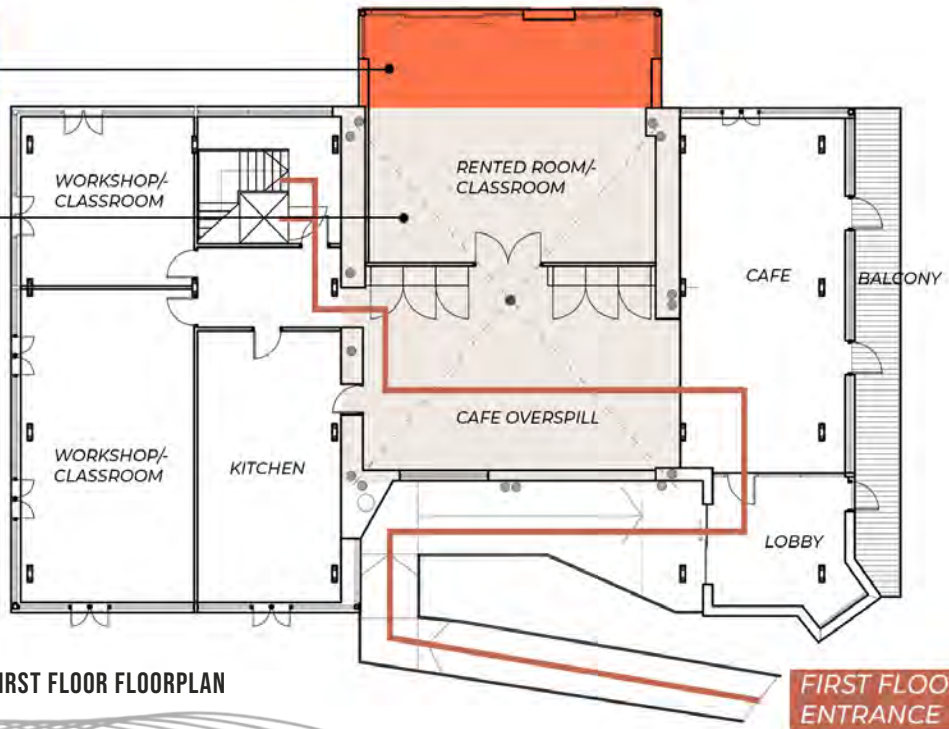 WORKSHOP/-
CLASSROOM
RENTED ROOM/-
CLASSROOM
CAFE
BALCONY
CAFE OVERSPILL
WORKSHOP/-
CLASSROOM
KITCHEN
LOBBY
IRST FLOOR FLOORPLAN
FIRST FLOO
ENTRANCE